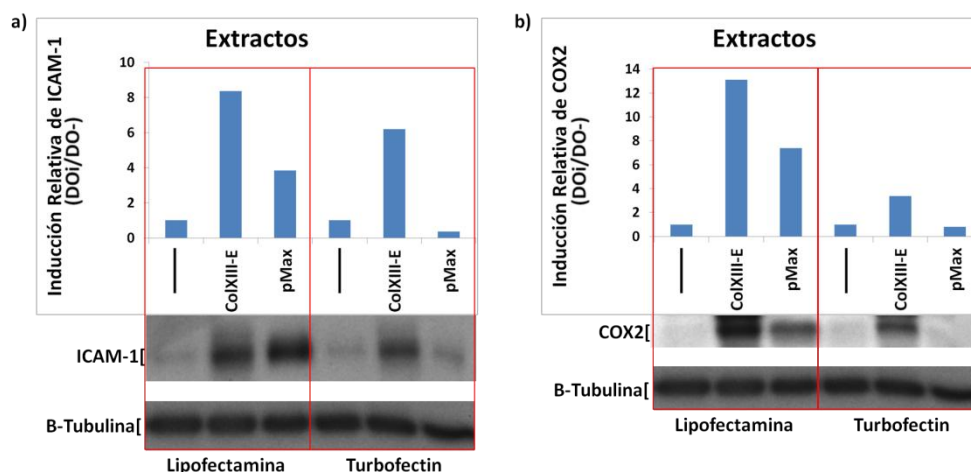 a)
Extractos
Inducción Relativa de ICAM-1
(DOi/DO-)
10
8
6
4
2
0
ColXIII-E
pMax
ColXIII-E
pMax
ICAM-1[
B-Tubulina[
Lipofectamina
Turbofectin
b)
Extractos
Inducción Relativa de COX2
(DOi/DO-)
14
12
10
8
6
4
2
0
ColXIII-E
pMax
ColXIII-E
pMax
COX2[
B-Tubulina[
Lipofectamina
Turbofectin